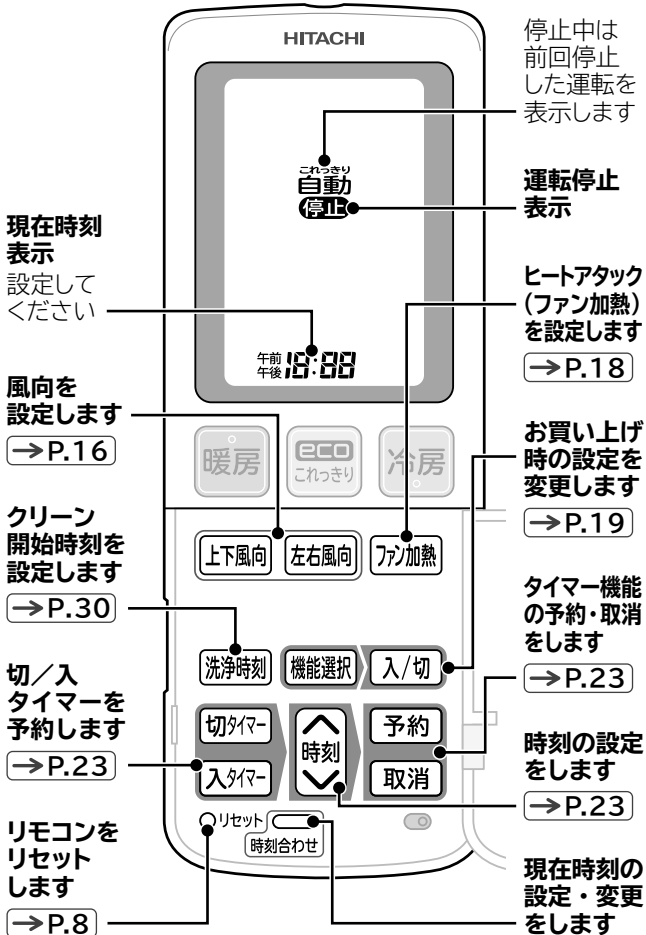 HITACHI
停止中は
前回停止
した運転を
表示します
これっきり
自動
停止
運転停止
表示
現在時刻
表示
設定して
ください
午前
午後
18:88
ヒートアタック
（ファン加熱）
を設定します
→P.18
風向を
設定します
→P.16
暖房
eco
これっきり
冷房
お買い上げ
時の設定を
変更します
→P.19
クリーン
開始時刻を
設定します
→P.30
上下風向
左右風向
ファン加熱
タイマー機能
の予約・取消
をします
→P.23
洗浄時刻
機能選択
入/切
切／入
タイマーを
予約します
→P.23
切タイマー
時刻
予約
入タイマー
取消
時刻の設定
をします
→P.23
リモコンを
リセット
します
→P.8
リセット
時刻合わせ
現在時刻の
設定・変更
をします